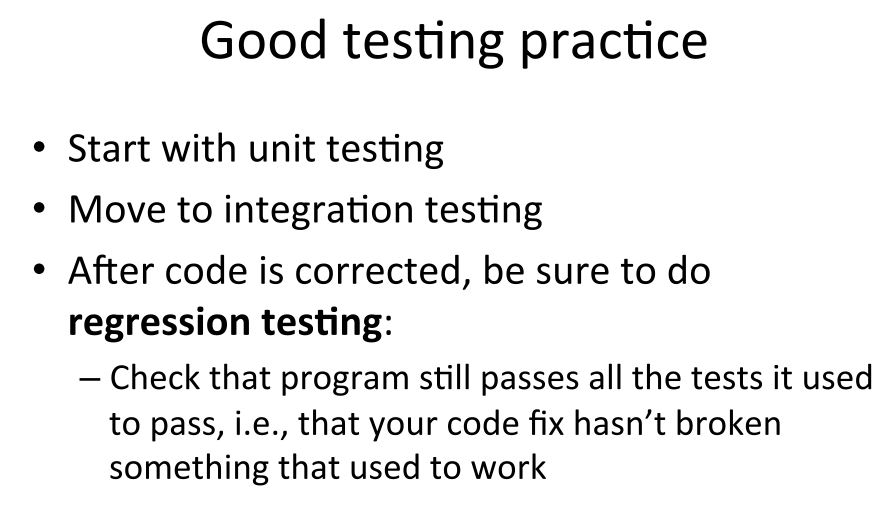 Good testing practice
• Start with unit testing
• Move to integration testing
• After code is corrected, be sure to do
regression testing:
– Check that program still passes all the tests it used
to pass, i.e., that your code fix hasn’t broken
something that used to work